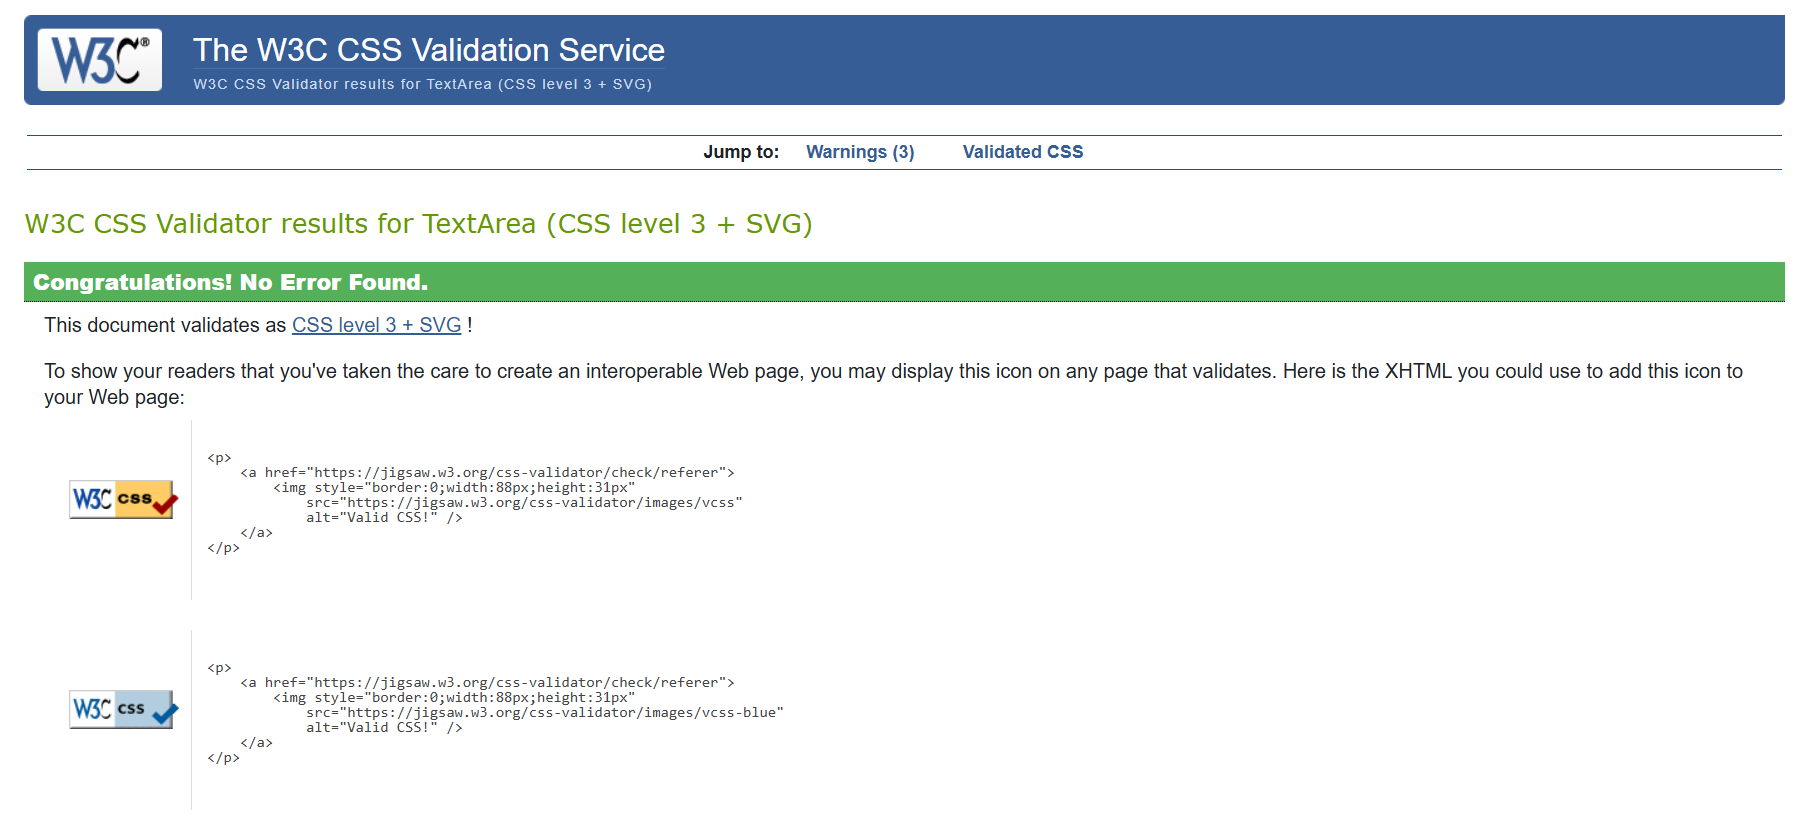 W3C®
The W3C CSS Validation Service
W3C CSS Validator results for TextArea (CSS level 3 + SVG)
Jump to: Warnings (3) Validated CSS
W3C CSS Validator results for TextArea (CSS level 3 + SVG)
Congratulations! No Error Found.
This document validates as CSS level 3 + SVG !
To show your readers that you've taken the care to create an interoperable Web page, you may display this icon on any page that validates. Here is the XHTML you could use to add this icon to
your Web page:
W3C css
<p>
    <a href="https://jigsaw.w3.org/css-validator/check/referer">
        <img style="border:0;width:88px;height:31px"
            src="https://jigsaw.w3.org/css-validator/images/vcss"
            alt="Valid CSS!" />
    </a>
</p>
W3C css
<p>
    <a href="https://jigsaw.w3.org/css-validator/check/referer">
        <img style="border:0;width:88px;height:31px"
            src="https://jigsaw.w3.org/css-validator/images/vcss-blue"
            alt="Valid CSS!" />
    </a>
</p>